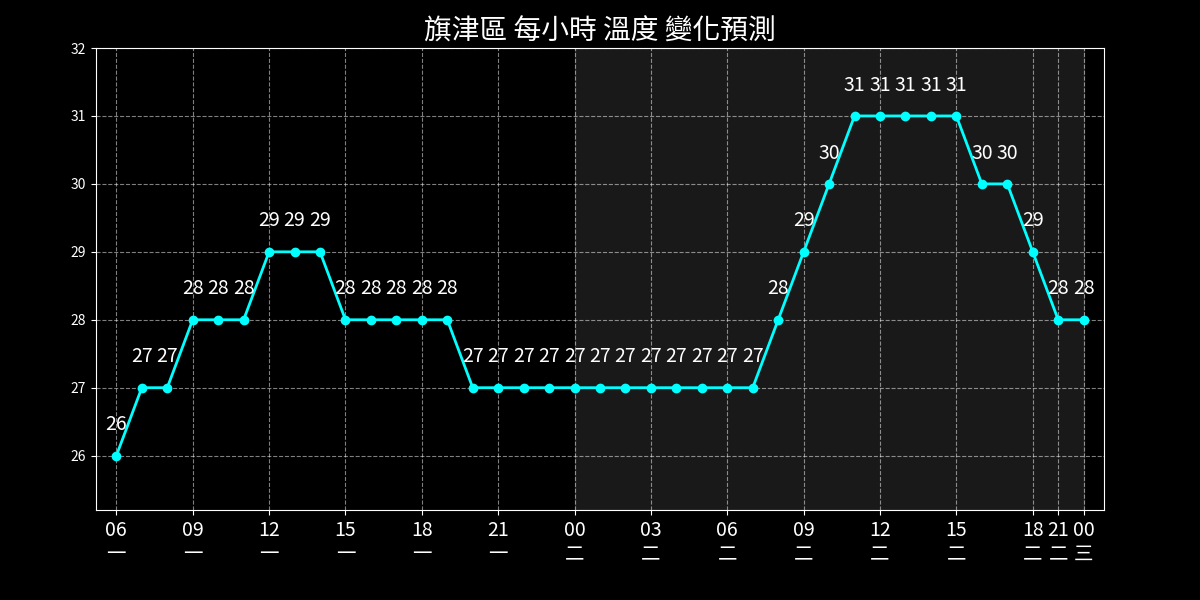 旗津區 每小時 溫度 變化預測
32
31 31 31 31 31
31
30 30 30
30
29 29 29 29 29
29
28 28 28 28 28 28 28 28 28 28 28
28
27 27 27 27 27 27 27 27 27 27 27 27 27 27
27
26
26
06 09 12 15 18 21 00 03 06 09 12 15 18 21 00
一 一 一 一 一 一 二 二 二 二 二 二 二 二 三